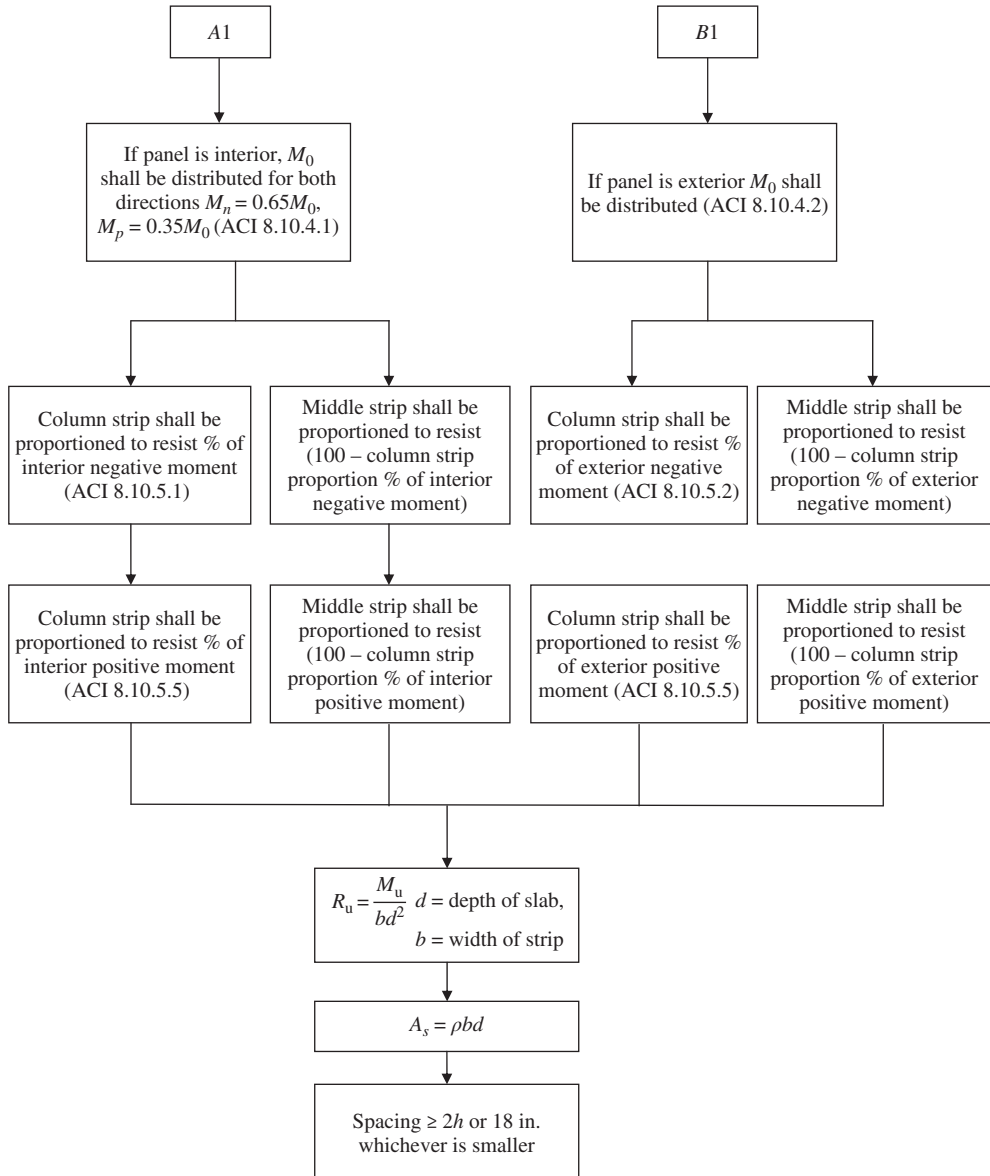 A1
B1
If panel is interior, M₀
shall be distributed for both
directions Mₙ = 0.65M₀,
Mₚ = 0.35M₀ (ACI 8.10.4.1)
If panel is exterior M₀ shall
be distributed (ACI 8.10.4.2)
Column strip shall be
proportioned to resist % of
interior negative moment
(ACI 8.10.5.1)
Middle strip shall be
proportioned to resist
(100 – column strip
proportion % of interior
negative moment)
Column strip shall be
proportioned to resist %
of exterior negative
moment (ACI 8.10.5.2)
Middle strip shall be
proportioned to resist
(100 – column strip
proportion % of exterior
negative moment)
Column strip shall be
proportioned to resist % of
interior positive moment
(ACI 8.10.5.5)
Middle strip shall be
proportioned to resist
(100 – column strip
proportion % of interior
positive moment)
Column strip shall be
proportioned to resist %
of exterior positive
moment (ACI 8.10.5.5)
Middle strip shall be
proportioned to resist
(100 – column strip
proportion % of exterior
positive moment)
Rᵤ = Mᵤ/bd² d = depth of slab,
b = width of strip
Aₛ = ρbd
Spacing ≥ 2h or 18 in.
whichever is smaller